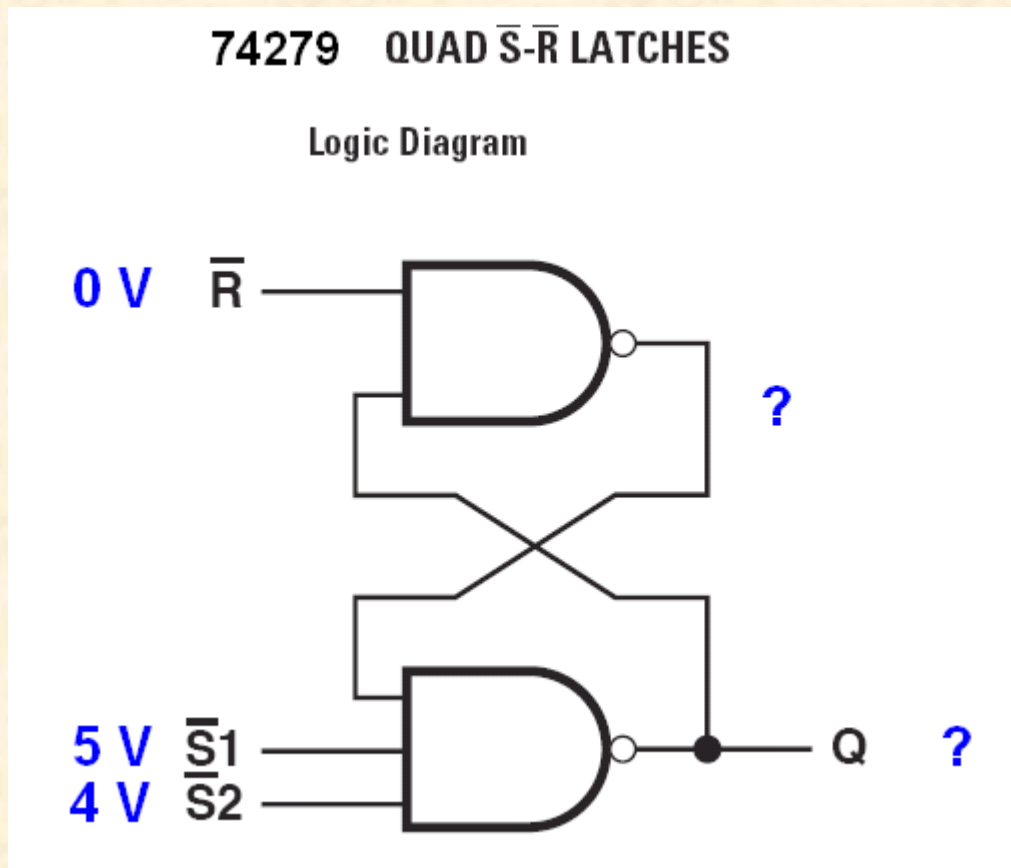 74279 QUAD S̅-R̅ LATCHES
Logic Diagram
0 V R̅
?
5 V S̅1 Q ?
4 V S̅2